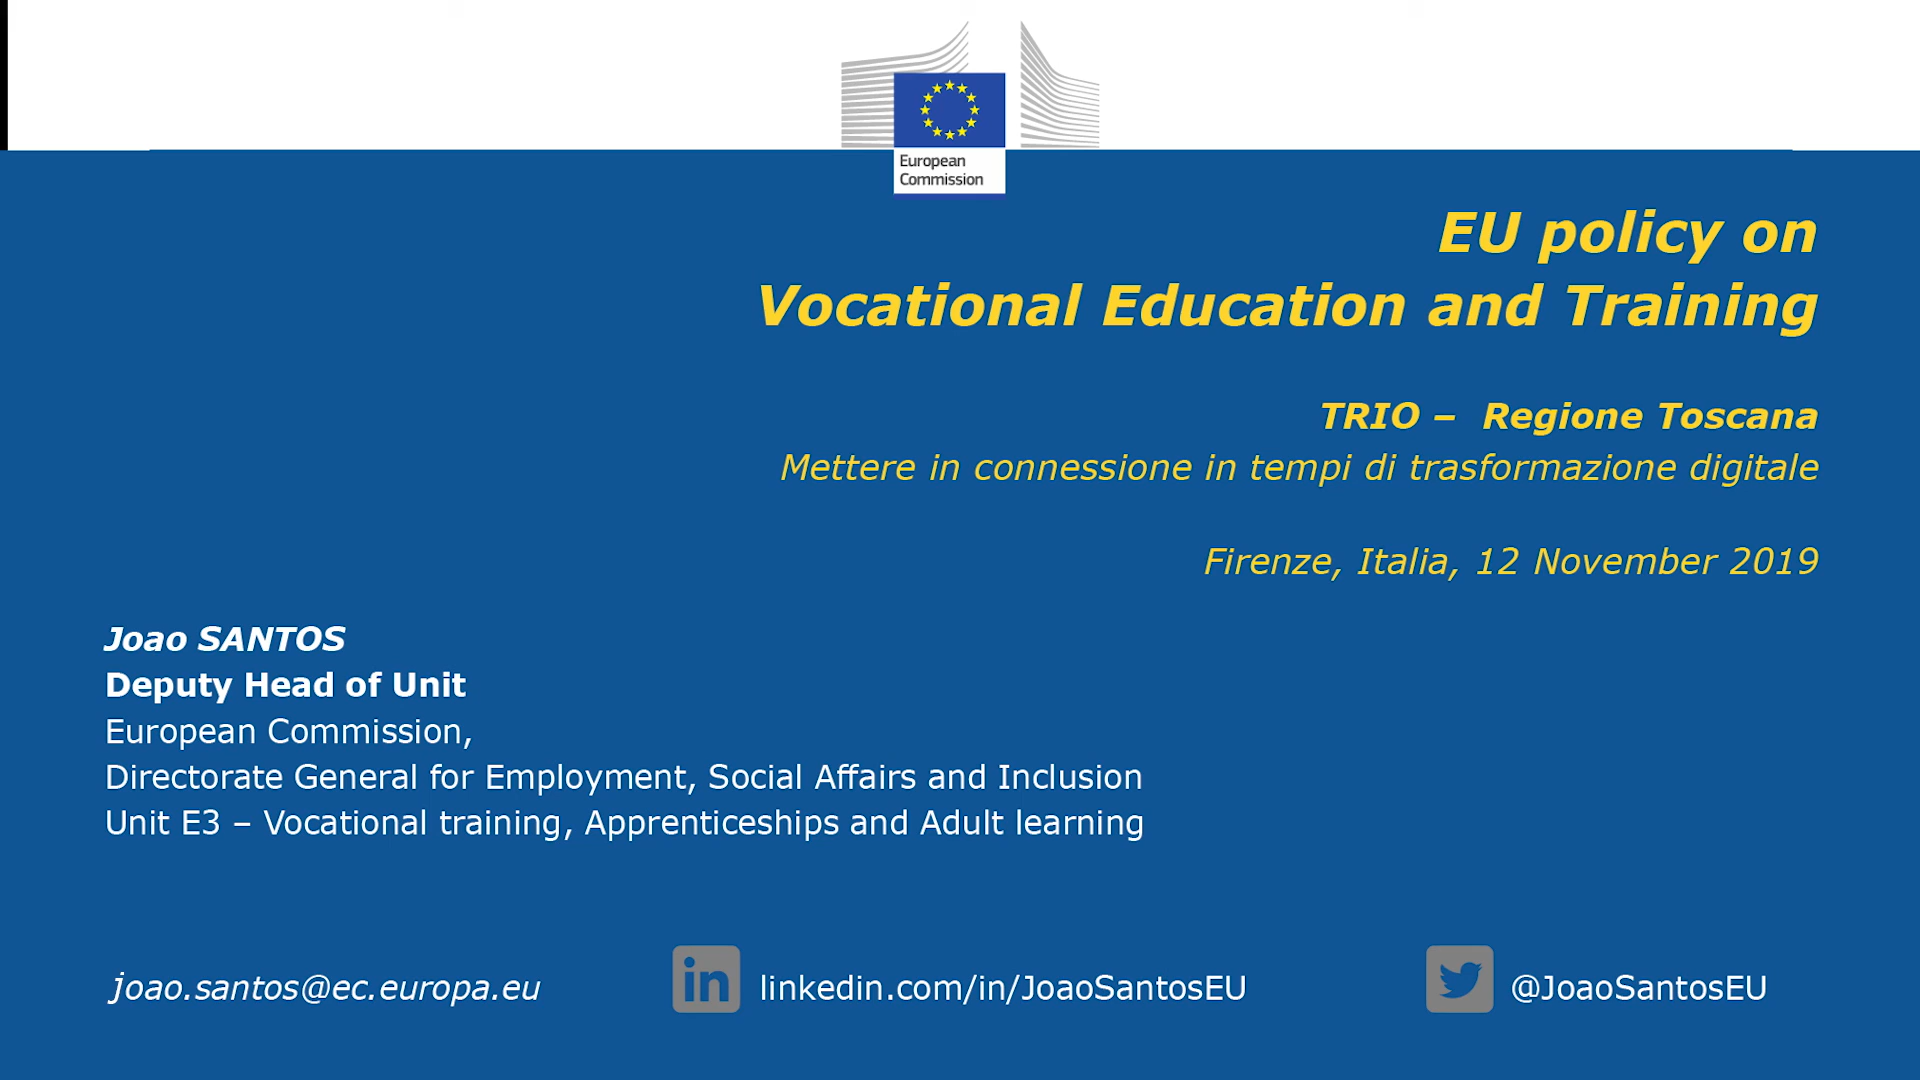 European
Commission
EU policy on
Vocational Education and Training
TRIO – Regione Toscana
Mettere in connessione in tempi di trasformazione digitale
Firenze, Italia, 12 November 2019
Joao SANTOS
Deputy Head of Unit
European Commission,
Directorate General for Employment, Social Affairs and Inclusion
Unit E3 – Vocational training, Apprenticeships and Adult learning
joao.santos@ec.europa.eu
in
linkedin.com/in/JoaoSantosEU
@JoaoSantosEU